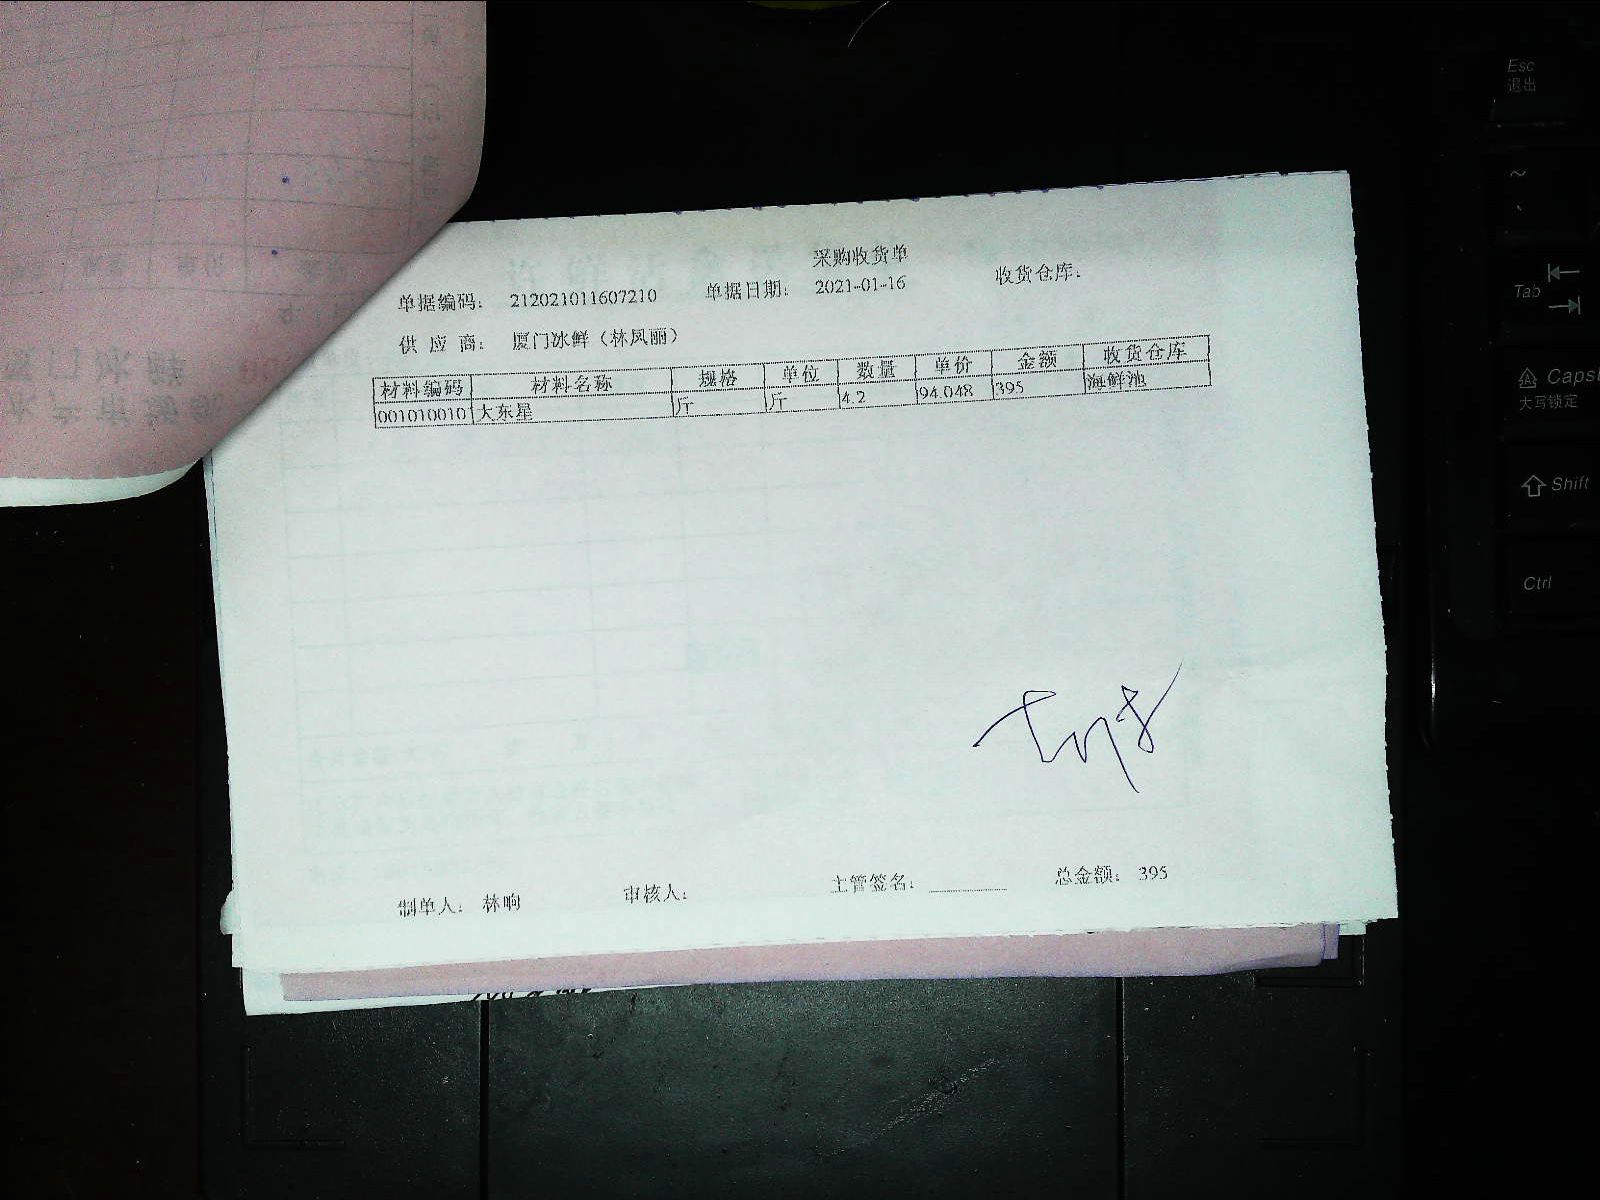 采购收货单
单据编码： 212021011607210 单据日期： 2021-01-16 收货仓库：
供 应 商： 厦门冰鲜（林凤丽）
材料编码 材料名称 规格 单位 数量 单价 金额 收货仓库
001010010 大东星 斤 斤 4.2 94.048 395 海鲜池
制单人： 林响 审核人： 主管签名： 总金额： 395
Esc
退出
~
Tab
Caps
大写锁定
Shift
Ctrl